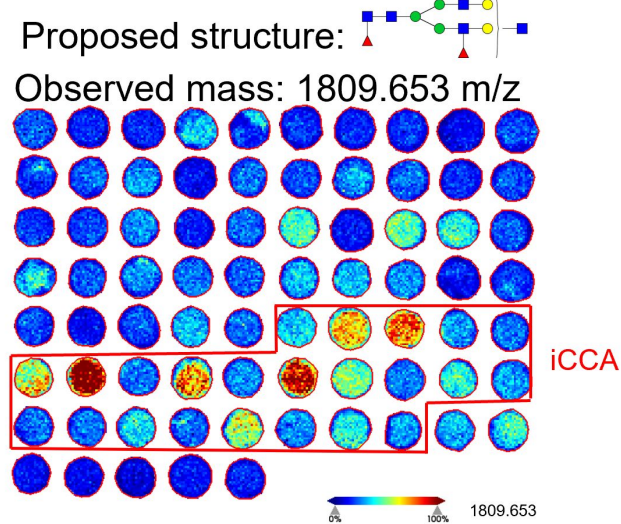 Proposed structure:
Observed mass: 1809.653 m/z
iCCA
0%
100%
1809.653